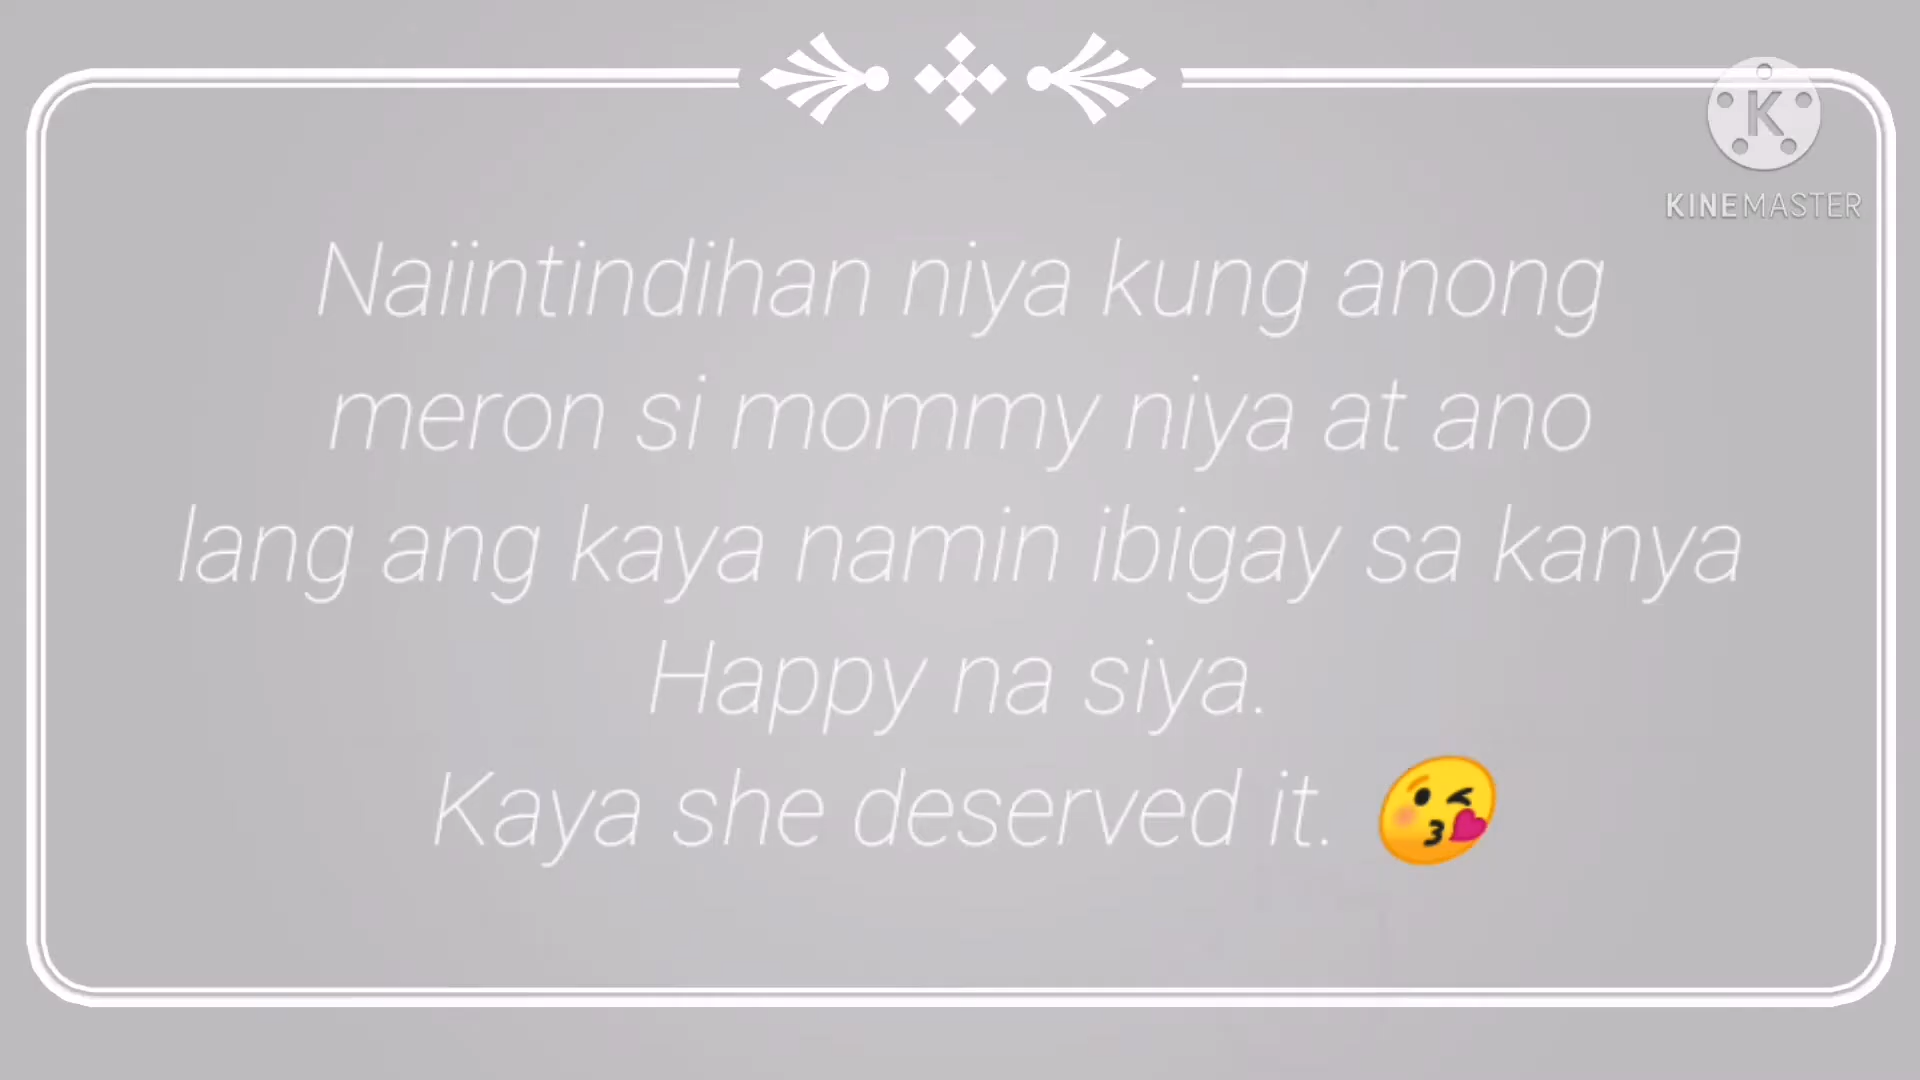 KINEMASTER
Naiintindihan niya kung anong
meron si mommy niya at ano
lang ang kaya namin ibigay sa kanya
Happy na siya.
Kaya she deserved it. 😘